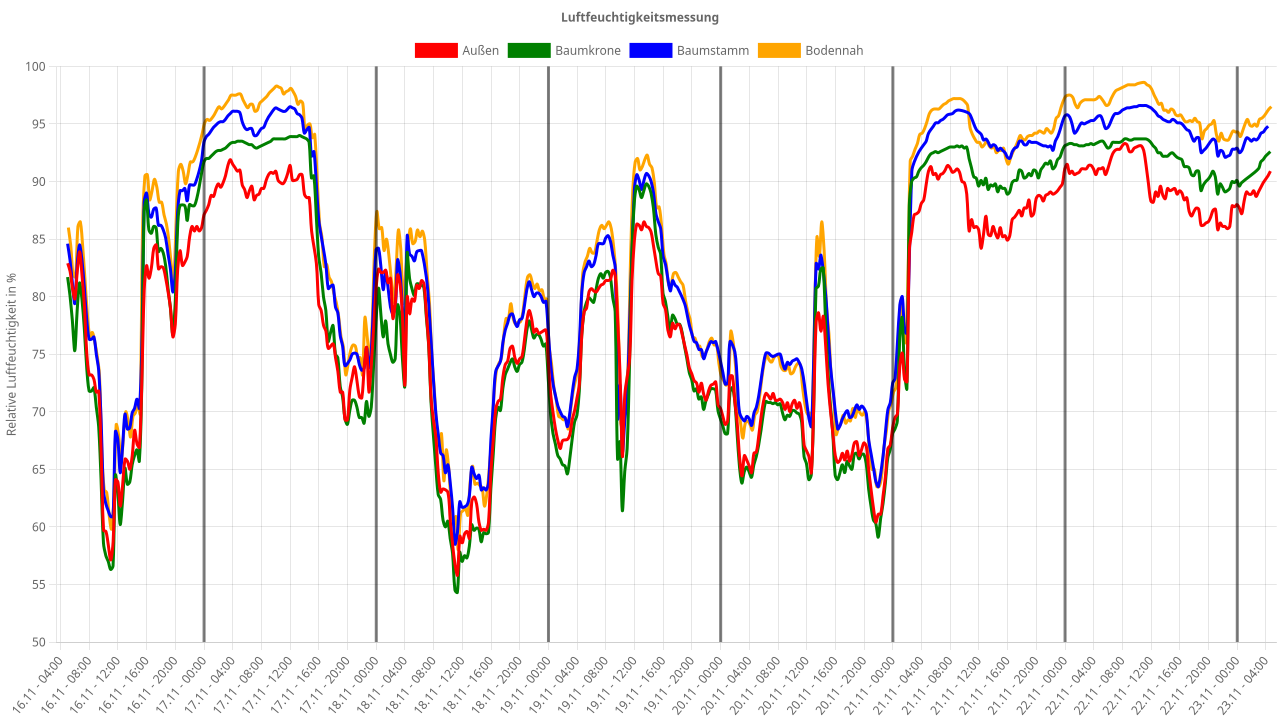 Luftfeuchtigkeitsmessung
Außen Baumkrone Baumstamm Bodennah
Relative Luftfeuchtigkeit in %
100
95
90
85
80
75
70
65
60
55
50
16.11 - 04:00
16.11 - 08:00
16.11 - 12:00
16.11 - 16:00
16.11 - 20:00
17.11 - 00:00
17.11 - 04:00
17.11 - 08:00
17.11 - 12:00
17.11 - 16:00
17.11 - 20:00
18.11 - 00:00
18.11 - 04:00
18.11 - 08:00
18.11 - 12:00
18.11 - 16:00
18.11 - 20:00
19.11 - 00:00
19.11 - 04:00
19.11 - 08:00
19.11 - 12:00
19.11 - 16:00
19.11 - 20:00
20.11 - 00:00
20.11 - 04:00
20.11 - 08:00
20.11 - 12:00
20.11 - 16:00
20.11 - 20:00
21.11 - 00:00
21.11 - 04:00
21.11 - 08:00
21.11 - 12:00
21.11 - 16:00
21.11 - 20:00
22.11 - 00:00
22.11 - 04:00
22.11 - 08:00
22.11 - 12:00
22.11 - 16:00
22.11 - 20:00
23.11 - 00:00
23.11 - 04:00